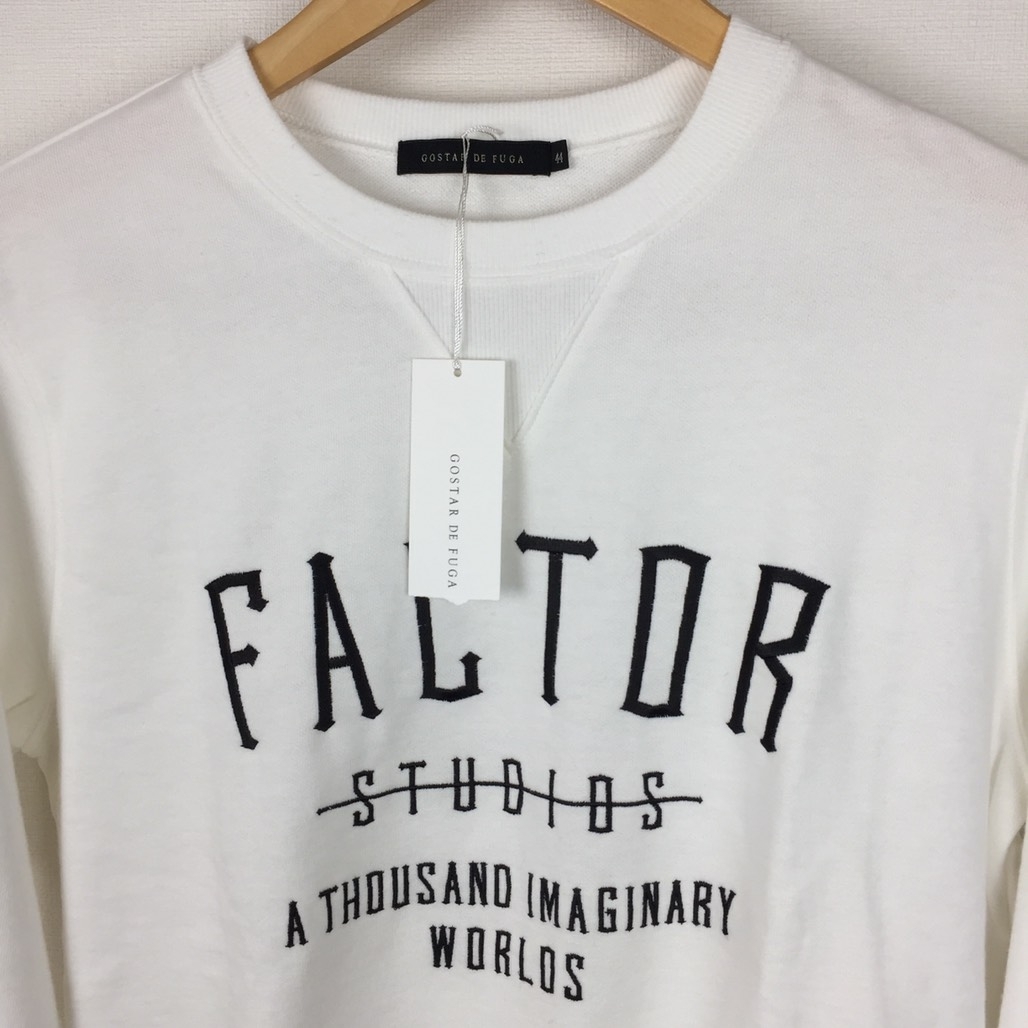 GOSTAR DE FUGA 44
GOSTAR DE FUGA
FACTOR
STUDIOS
A THOUSAND IMAGINARY
WORLDS